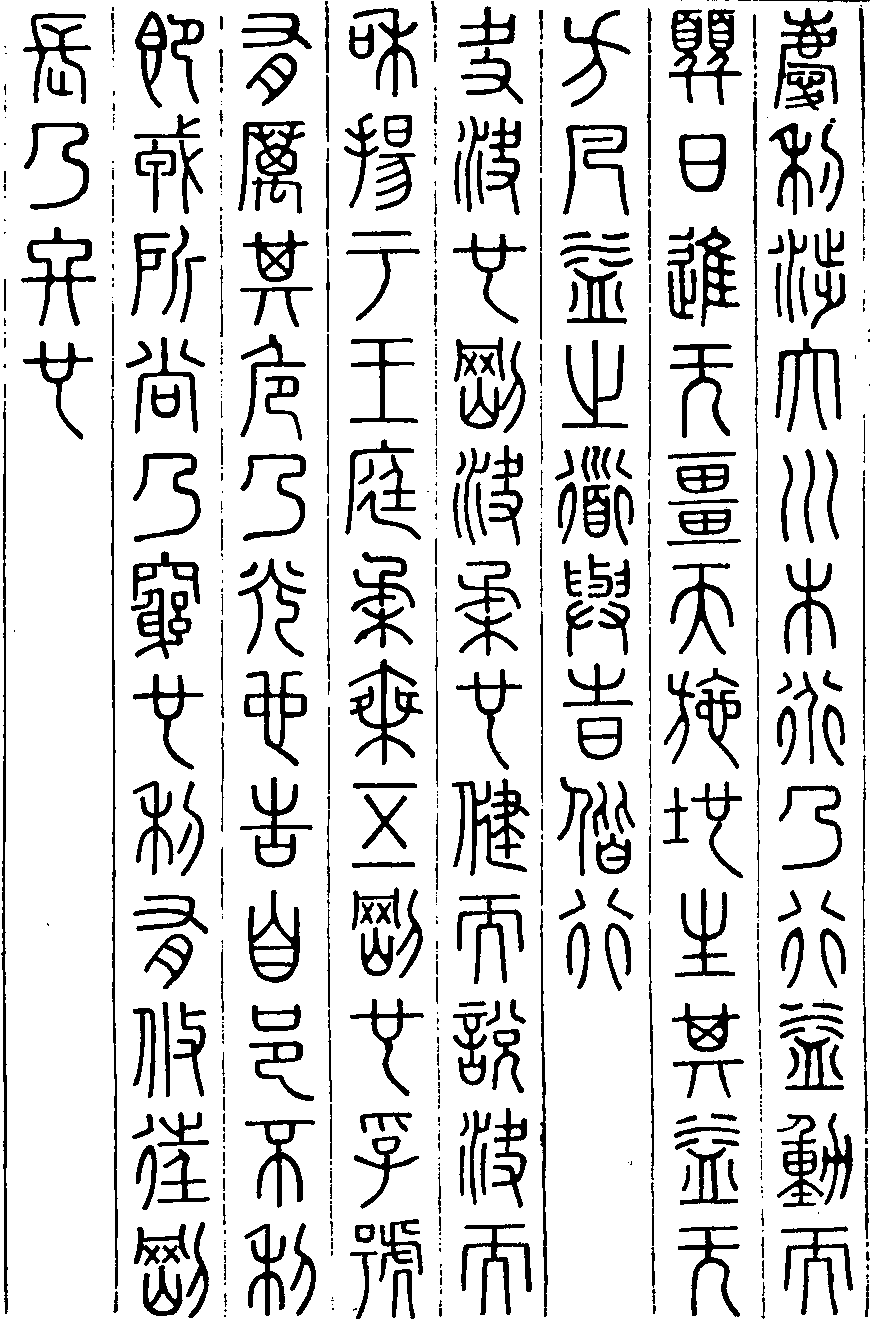 慶利涉大川木道乃行益動而
巽日進无疆天施地生其益无
方凡益之道與時偕行
夬決也剛決柔也健而說決而
和揚于王庭柔乘五剛也孚號
有厲其危乃光也告自邑不利
即戎所尚乃窮也利有攸往剛
長乃終也